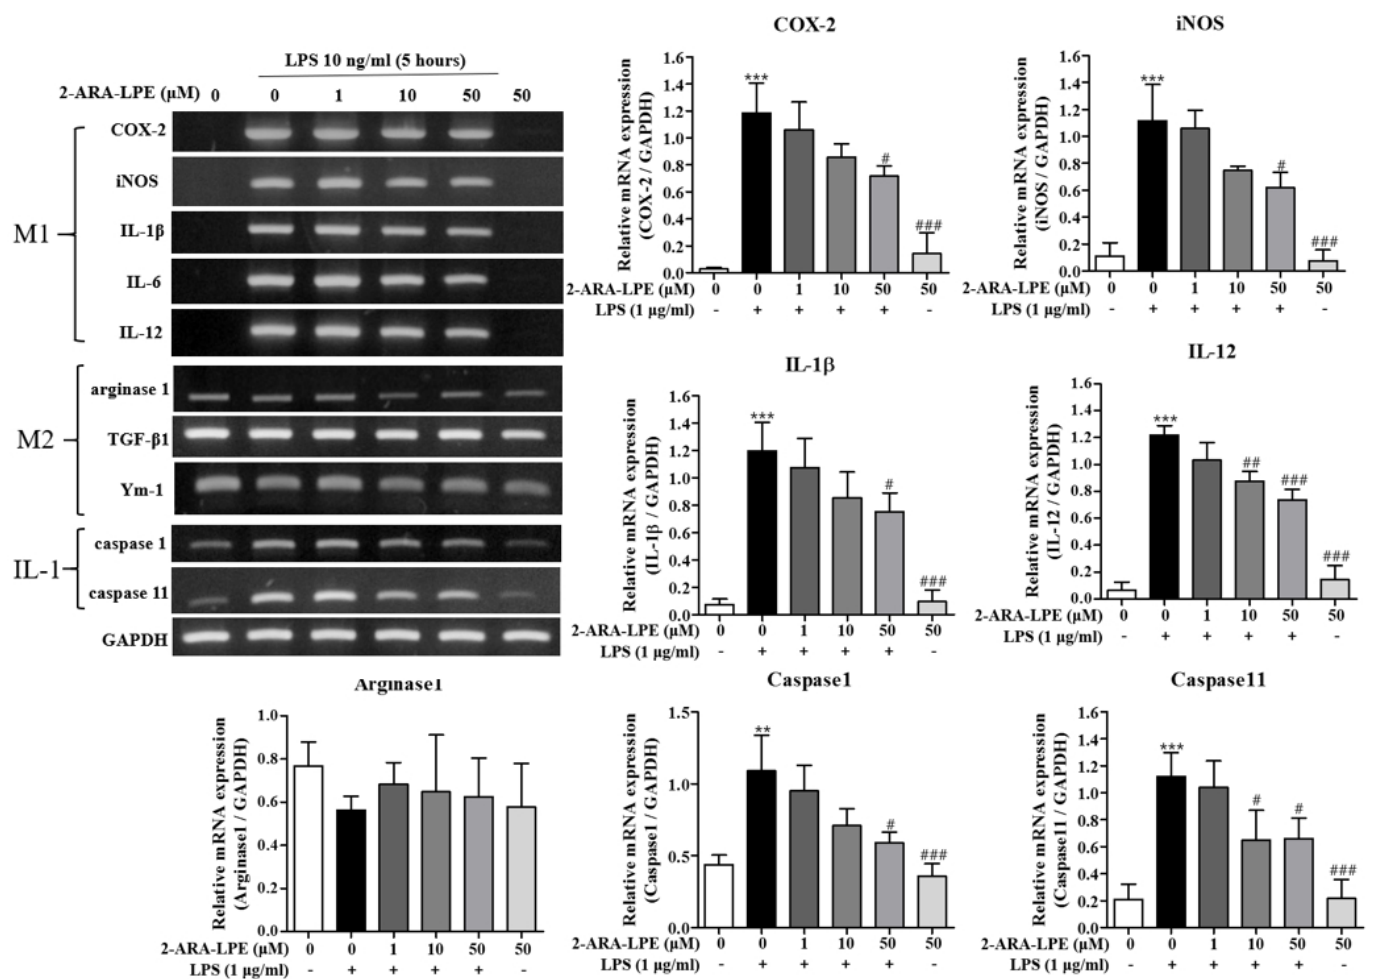 LPS 10 ng/ml (5 hours)
2-ARA-LPE (μM) 0 0 1 10 50 50
M1
COX-2
iNOS
IL-1β
IL-6
IL-12
M2
arginase 1
TGF-β1
Ym-1
IL-1
caspase 1
caspase 11
GAPDH
COX-2
Relative mRNA expression
(COX-2 / GAPDH)
1.6
1.4
1.2
1.0
0.8
0.6
0.4
0.2
0.0
***
#
###
2-ARA-LPE (μM) 0 0 1 10 50 50
LPS (1 μg/ml) - + + + + -
iNOS
Relative mRNA expression
(iNOS / GAPDH)
1.6
1.4
1.2
1.0
0.8
0.6
0.4
0.2
0.0
***
#
###
2-ARA-LPE (μM) 0 0 1 10 50 50
LPS (1 μg/ml) - + + + + -
IL-1β
Relative mRNA expression
(IL-1β / GAPDH)
1.6
1.4
1.2
1.0
0.8
0.6
0.4
0.2
0.0
***
#
###
2-ARA-LPE (μM) 0 0 1 10 50 50
LPS (1 μg/ml) - + + + + -
IL-12
Relative mRNA expression
(IL-12 / GAPDH)
1.6
1.4
1.2
1.0
0.8
0.6
0.4
0.2
0.0
***
##
###
###
2-ARA-LPE (μM) 0 0 1 10 50 50
LPS (1 μg/ml) - + + + + -
Arginase1
Relative mRNA expression
(Arginase1 / GAPDH)
1.0
0.8
0.6
0.4
0.2
0.0
2-ARA-LPE (μM) 0 0 1 10 50 50
LPS (1 μg/ml) - + + + + -
Caspase1
Relative mRNA expression
(Caspase1 / GAPDH)
1.5
1.0
0.5
0.0
**
#
###
2-ARA-LPE (μM) 0 0 1 10 50 50
LPS (1 μg/ml) - + + + + -
Caspase11
Relative mRNA expression
(Caspase11 / GAPDH)
1.6
1.4
1.2
1.0
0.8
0.6
0.4
0.2
0.0
***
#
#
###
2-ARA-LPE (μM) 0 0 1 10 50 50
LPS (1 μg/ml) - + + + + -